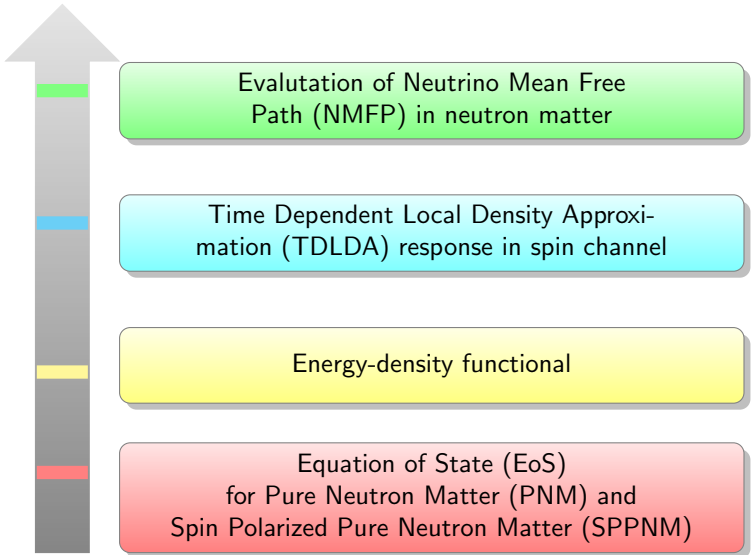 Evalutation of Neutrino Mean Free
Path (NMFP) in neutron matter
Time Dependent Local Density Approxi-
mation (TDLDA) response in spin channel
Energy-density functional
Equation of State (EoS)
for Pure Neutron Matter (PNM) and
Spin Polarized Pure Neutron Matter (SPPNM)